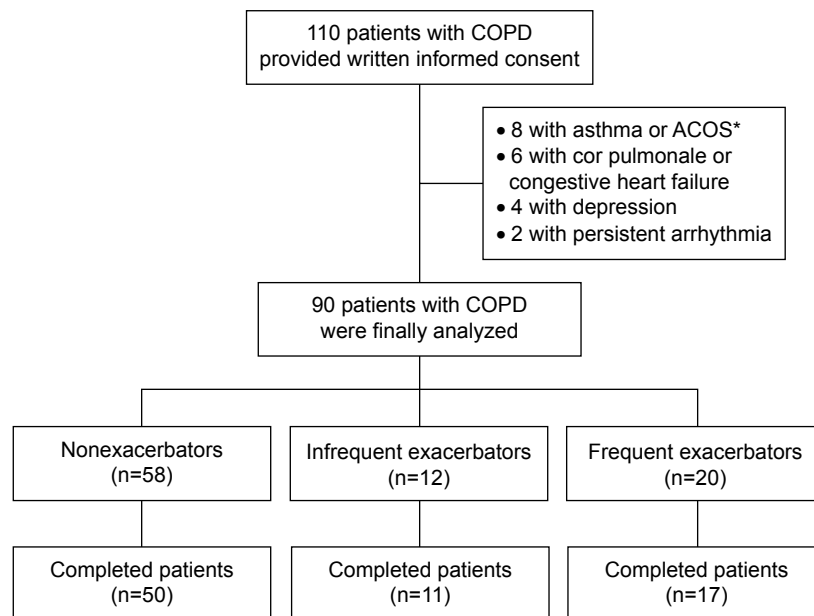 110 patients with COPD
provided written informed consent
• 8 with asthma or ACOS*
• 6 with cor pulmonale or
congestive heart failure
• 4 with depression
• 2 with persistent arrhythmia
90 patients with COPD
were finally analyzed
Nonexacerbators
(n=58)
Infrequent exacerbators
(n=12)
Frequent exacerbators
(n=20)
Completed patients
(n=50)
Completed patients
(n=11)
Completed patients
(n=17)